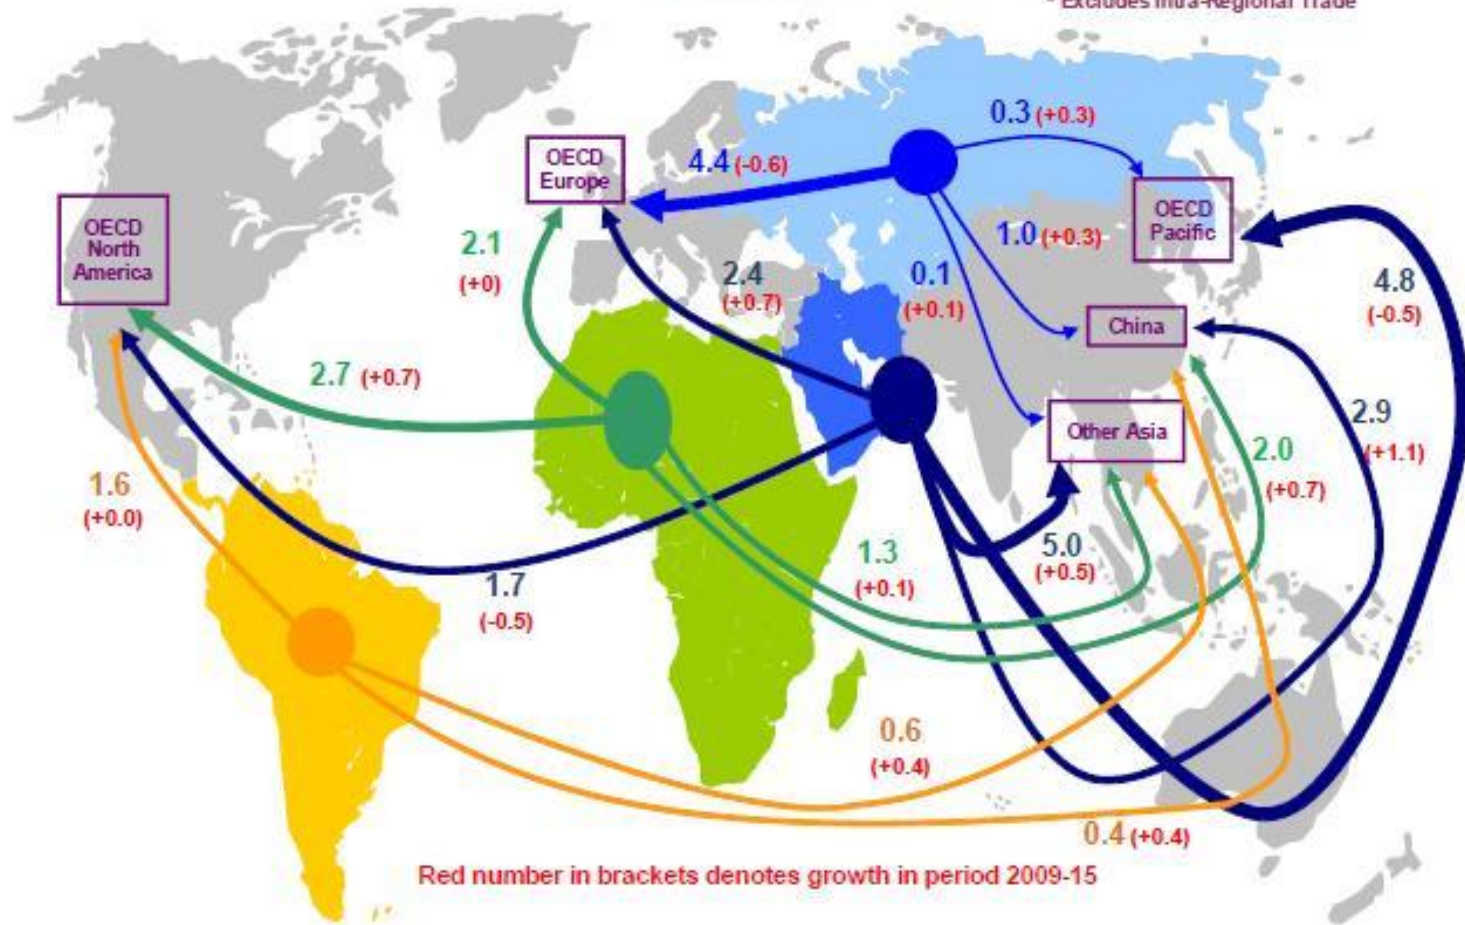 * Excludes Intra-Regional Trade
0.3 (+0.3)
OECD
Europe
4.4 (-0.6)
OECD
North
America
OECD
Pacific
2.1
(+0)
1.0 (+0.3)
2.4
(+0.7)
0.1
(+0.1)
4.8
(-0.5)
China
2.7 (+0.7)
2.9
(+1.1)
Other Asia
1.6
(+0.0)
2.0
(+0.7)
1.3
(+0.1)
5.0
(+0.5)
1.7
(-0.5)
0.6
(+0.4)
0.4 (+0.4)
Red number in brackets denotes growth in period 2009-15